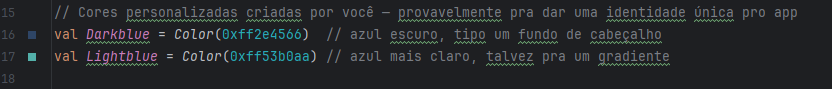 15 // Cores personalizadas criadas por você — provavelmente pra dar uma identidade única pro app
16 val Darkblue = Color(0xff2e4566) // azul escuro, tipo um fundo de cabeçalho
17 val Lightblue = Color(0xff53b0aa) // azul mais claro, talvez pra um gradiente
18